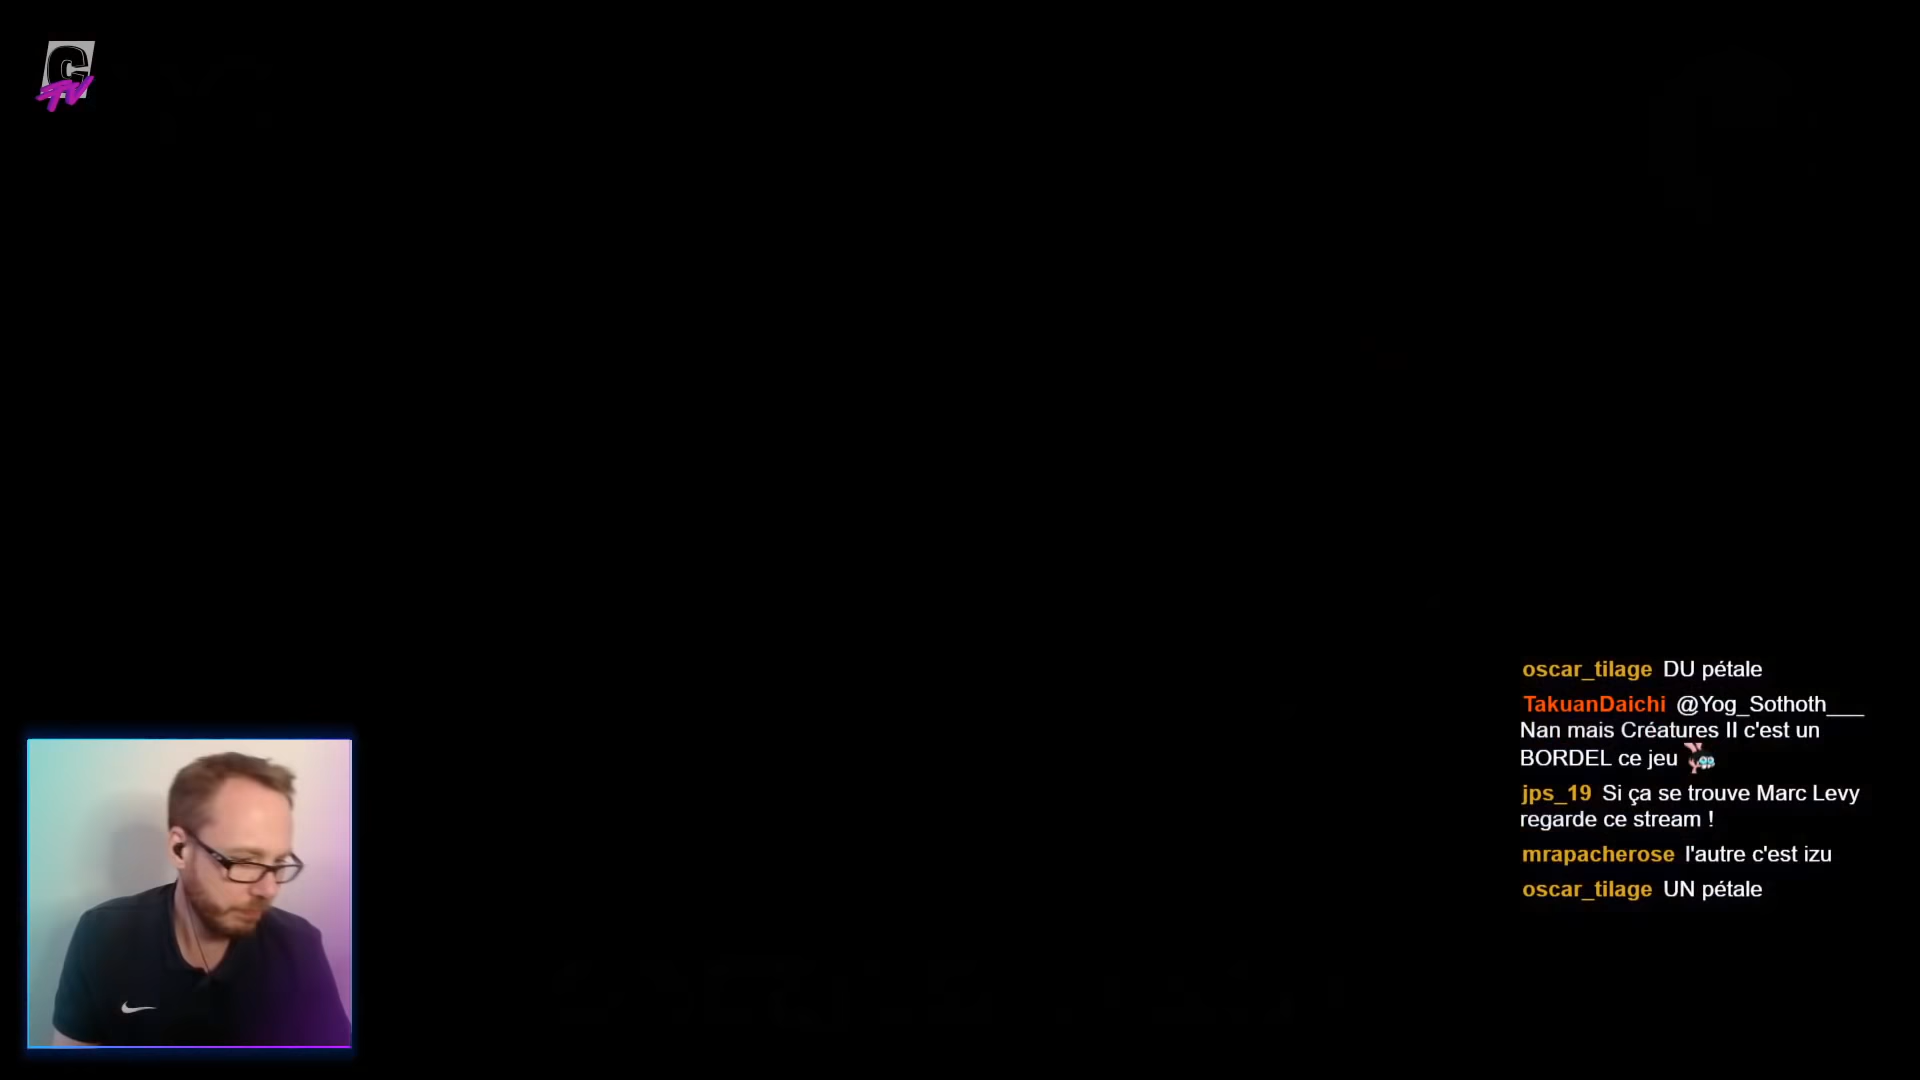 C
TV
oscar_tilage DU pétale
TakuanDaichi @Yog_Sothoth___
Nan mais Créatures II c'est un
BORDEL ce jeu
jps_19 Si ça se trouve Marc Levy
regarde ce stream !
mrapacherose l'autre c'est izu
oscar_tilage UN pétale